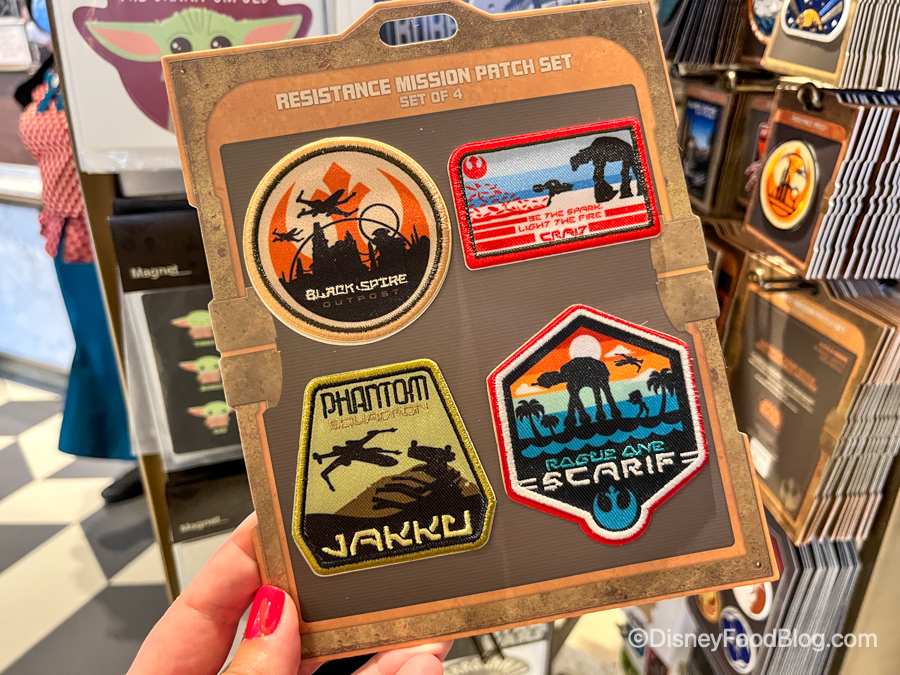 RESISTANCE MISSION PATCH SET
SET OF 4
BLACK SPIRE
OUTPOST
BE THE SPARK,
LIGHT THE FIRE
CRAIT
PHANTOM
SQUADRON
JAKKU
ROGUE ONE
SCARIF
Magnet
Magnet
©DisneyFoodBlog.com